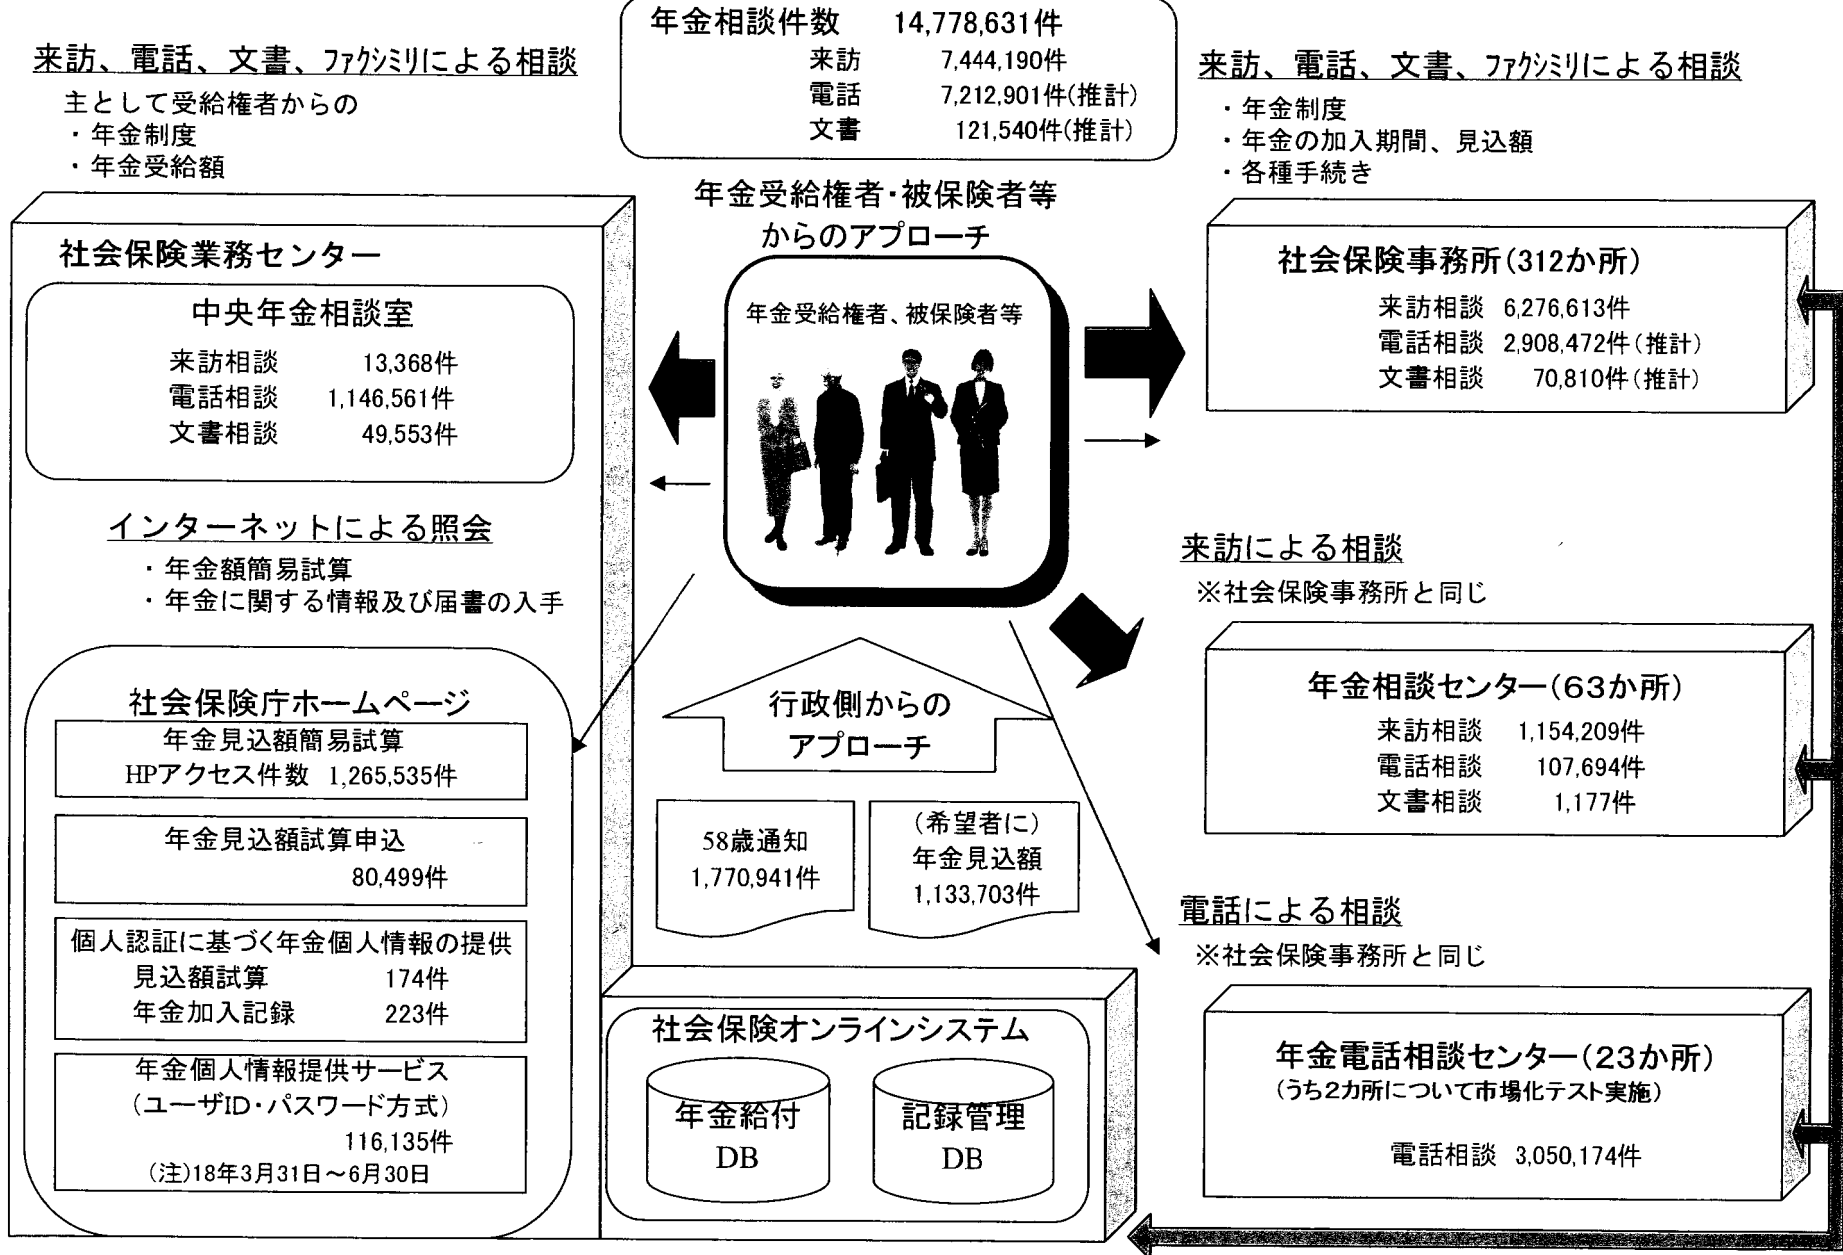 年金相談件数 14,778,631件
来訪 7,444,190件
電話 7,212,901件(推計)
文書 121,540件(推計)
来訪、電話、文書、ファクシミリによる相談
主として受給権者からの
・年金制度
・年金受給額
社会保険業務センター
中央年金相談室
来訪相談 13,368件
電話相談 1,146,561件
文書相談 49,553件
インターネットによる照会
・年金額簡易試算
・年金に関する情報及び届書の入手
社会保険庁ホームページ
年金見込額簡易試算
HPアクセス件数 1,265,535件
年金見込額試算申込
80,499件
個人認証に基づく年金個人情報の提供
見込額試算 174件
年金加入記録 223件
年金個人情報提供サービス
(ユーザID・パスワード方式)
116,135件
(注)18年3月31日～6月30日
年金受給権者・被保険者等
からのアプローチ
年金受給権者、被保険者等
行政側からの
アプローチ
58歳通知
1,770,941件
(希望者に)
年金見込額
1,133,703件
社会保険オンラインシステム
年金給付
DB
記録管理
DB
来訪、電話、文書、ファクシミリによる相談
・年金制度
・年金の加入期間、見込額
・各種手続き
社会保険事務所(312か所)
来訪相談 6,276,613件
電話相談 2,908,472件(推計)
文書相談 70,810件(推計)
来訪による相談
※社会保険事務所と同じ
年金相談センター(63か所)
来訪相談 1,154,209件
電話相談 107,694件
文書相談 1,177件
電話による相談
※社会保険事務所と同じ
年金電話相談センター(23か所)
(うち2カ所について市場化テスト実施)
電話相談 3,050,174件